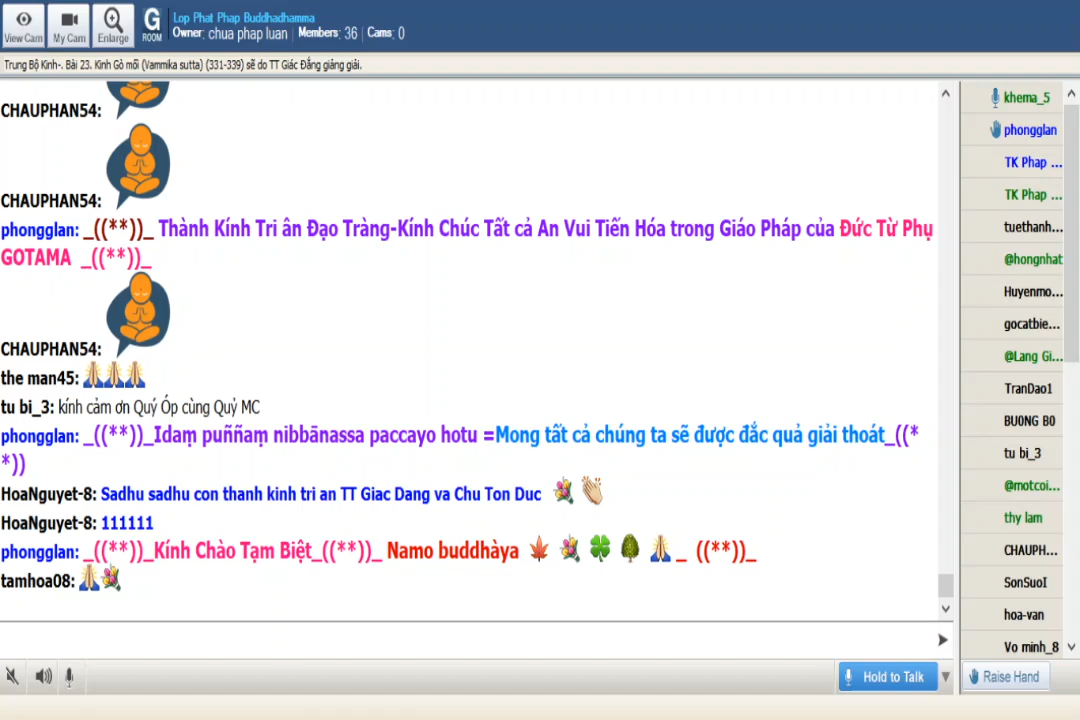 View Cam
My Cam
Enlarge
G
ROOM
Lop Phat Phap Buddhadhamma
Owner: chua phap luan | Members: 36 | Cams: 0
Trung Bộ Kinh-. Bài 23. Kinh Gò mối (Vammika sutta) (331-339) sẽ do TT Giác Đẳng giảng giải.
CHAUPHAN54:
CHAUPHAN54:
phongglan: _((**))_ Thành Kính Tri ân Đạo Tràng-Kính Chúc Tất cả An Vui Tiến Hóa trong Giáo Pháp của Đức Từ Phụ
GOTAMA _((**))_
CHAUPHAN54:
the man45: 🙏🙏🙏
tu bi_3: kính cảm ơn Quý Óp cùng Quý MC
phongglan: _((**))_Idaṃ puññaṃ nibbānassa paccayo hotu =Mong tất cả chúng ta sẽ được đắc quả giải thoát_((*
*))
HoaNguyet-8: Sadhu sadhu con thanh kinh tri an TT Giac Dang va Chu Ton Duc 💐 👏
HoaNguyet-8: 111111
phongglan: _((**))_Kính Chào Tạm Biệt_((**))_ Namo buddhàya 🍁 💐 🍀 🌳 🙏 _ ((**))_
tamhoa08: 🙏💐
khema_5
phongglan
TK Phap ...
TK Phap ...
tuethanh...
@hongnhat
Huyenmo...
gocatbie...
@Lang Gi...
TranDao1
BUONG B0
tu bi_3
@motcoi...
thy lam
CHAUPH...
SonSuoI
hoa-van
Vo minh_8
Hold to Talk
Raise Hand